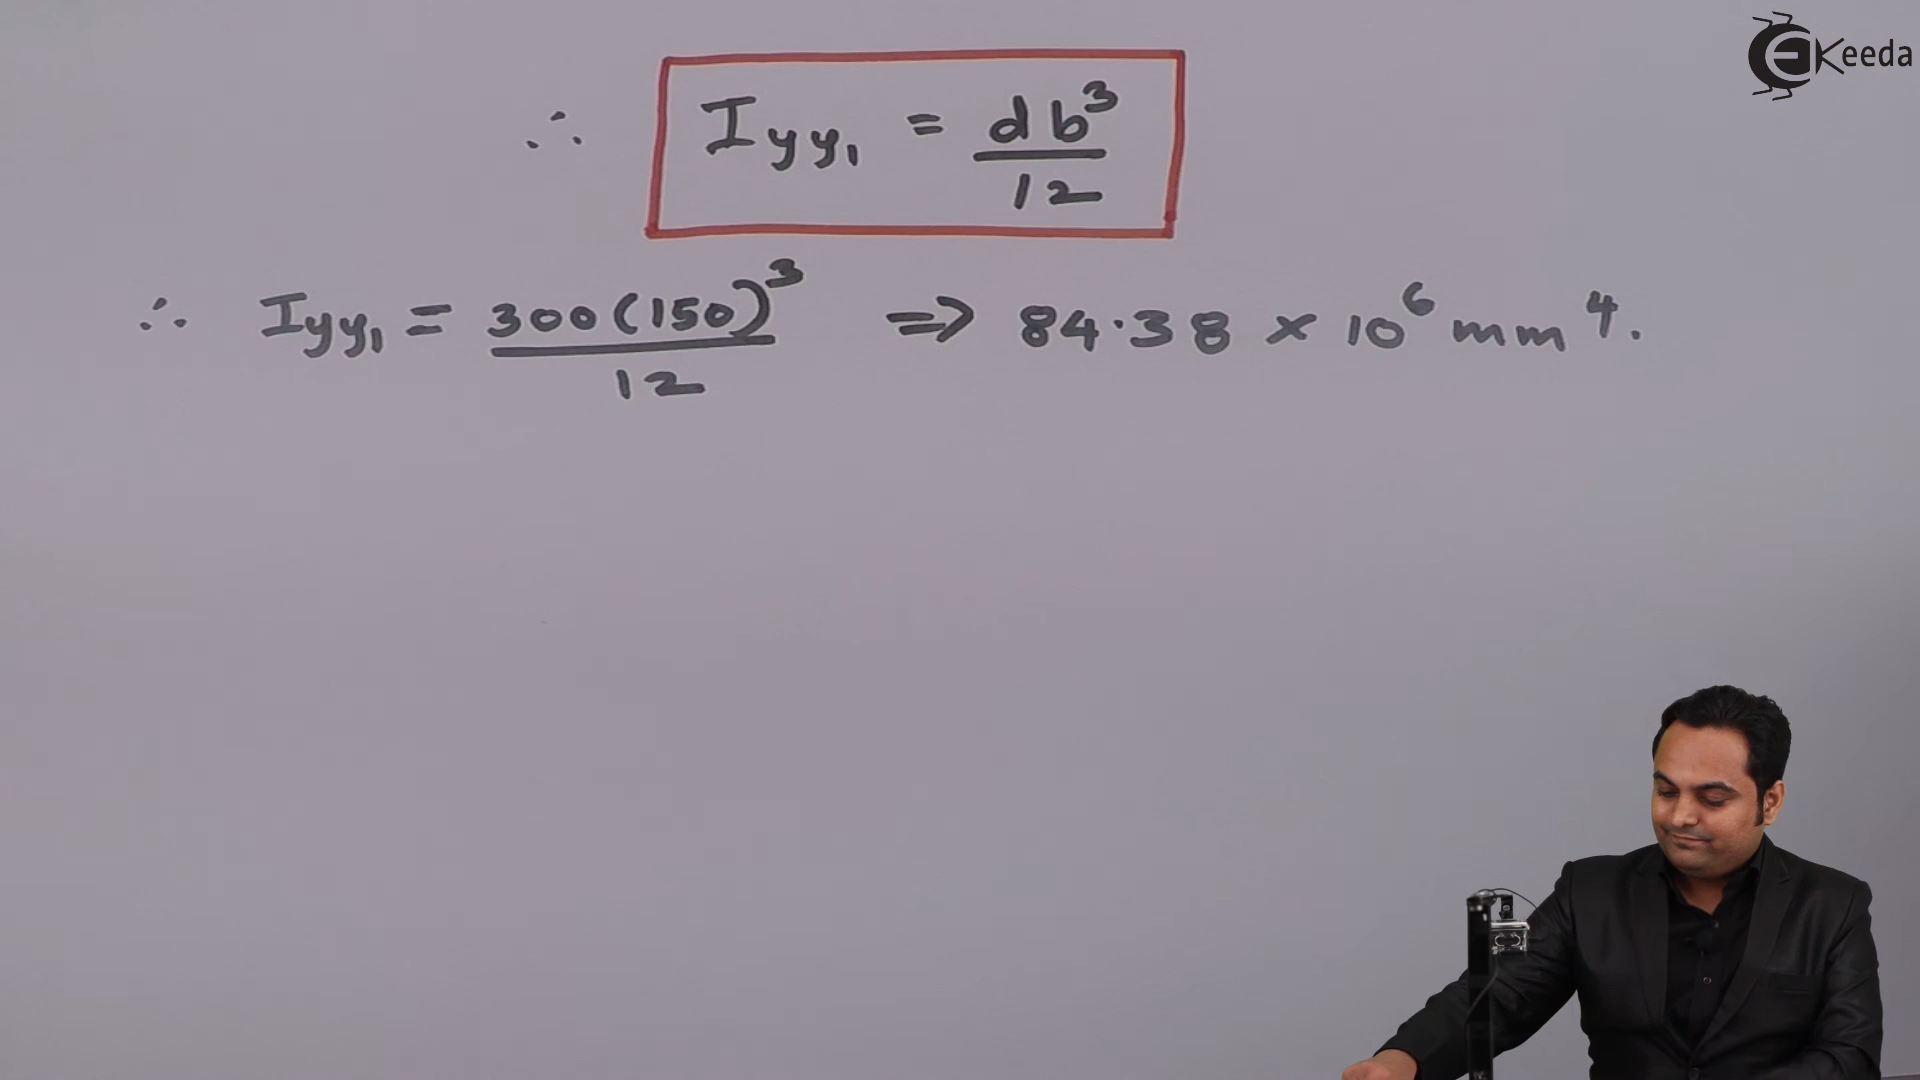 EKeeda
∴ Iyy₁ = db³/12
∴ Iyy₁ = 300(150)³/12 => 84.38 × 10⁶ mm⁴.